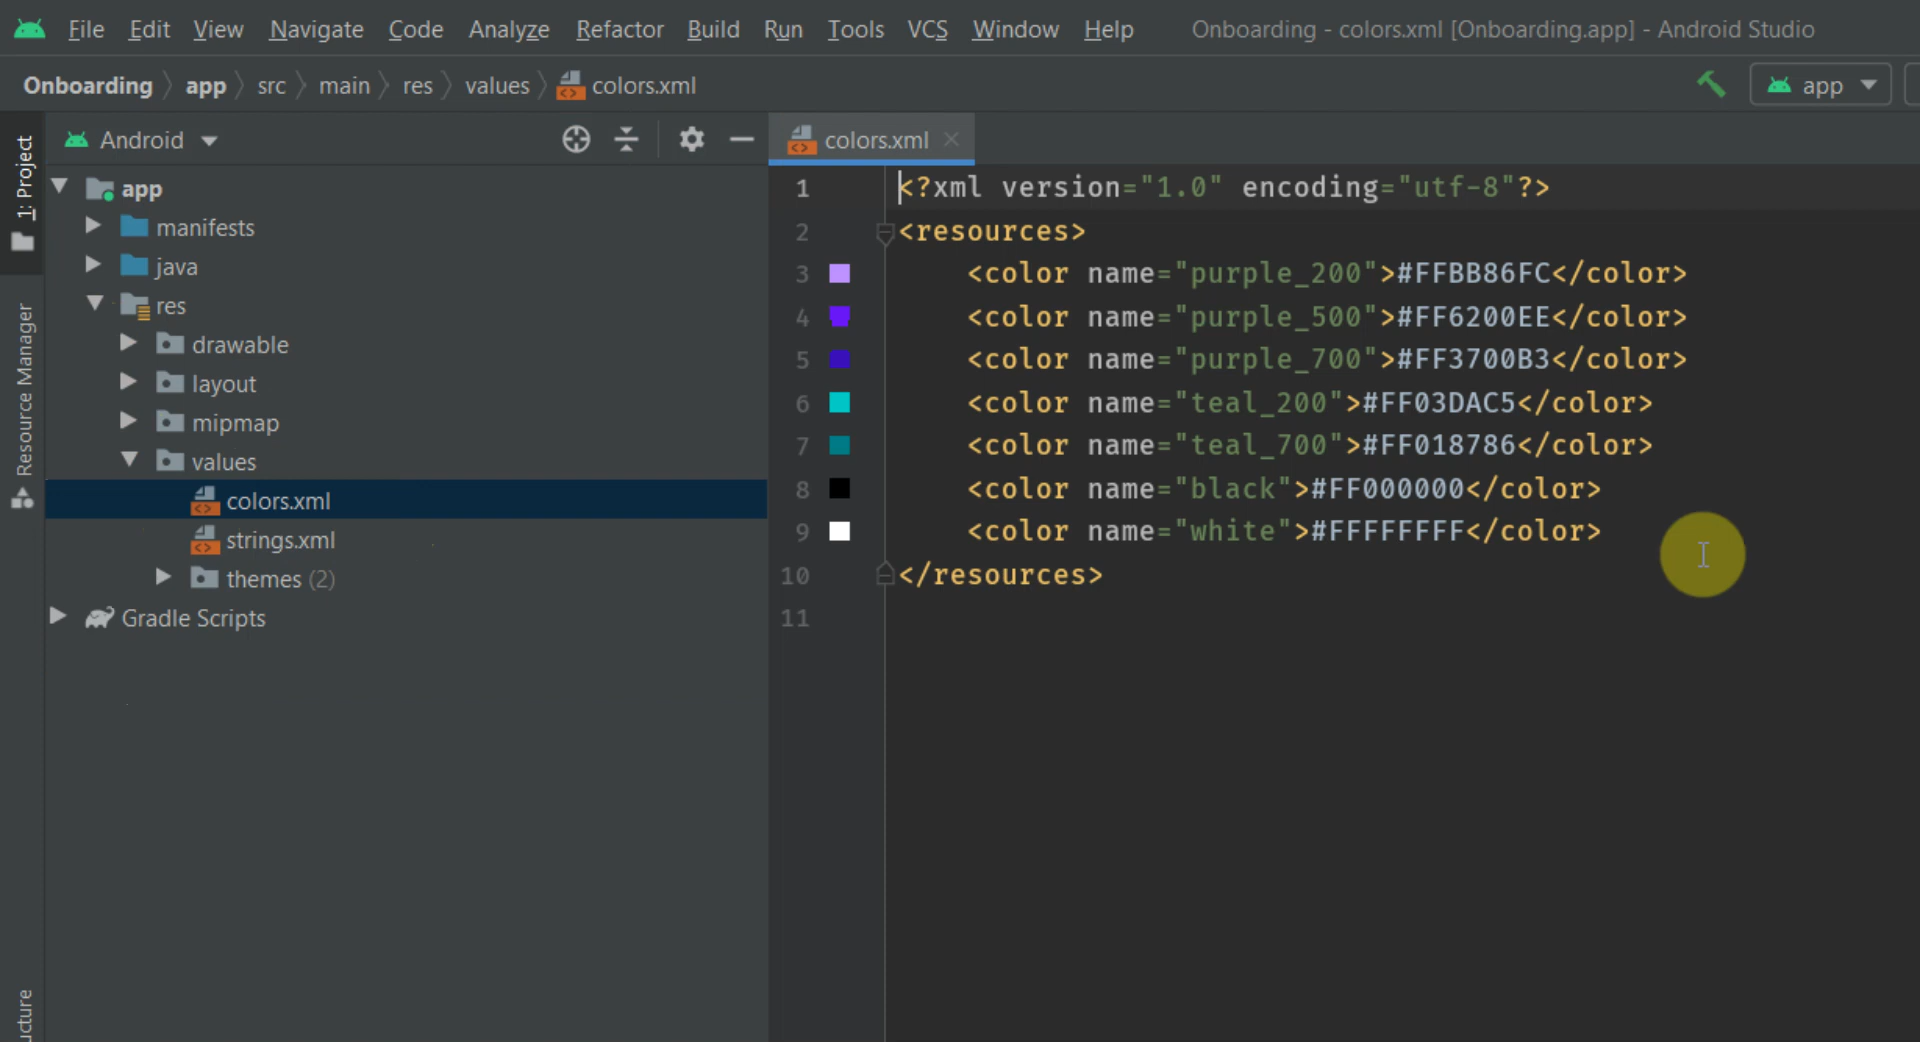 File Edit View Navigate Code Analyze Refactor Build Run Tools VCS Window Help Onboarding - colors.xml [Onboarding.app] - Android Studio
Onboarding app src main res values colors.xml app
1: Project
Resource Manager
Android
app
manifests
java
res
drawable
layout
mipmap
values
colors.xml
strings.xml
themes (2)
Gradle Scripts
colors.xml
1 <?xml version="1.0" encoding="utf-8"?>
2 <resources>
3 <color name="purple_200">#FFBB86FC</color>
4 <color name="purple_500">#FF6200EE</color>
5 <color name="purple_700">#FF3700B3</color>
6 <color name="teal_200">#FF03DAC5</color>
7 <color name="teal_700">#FF018786</color>
8 <color name="black">#FF000000</color>
9 <color name="white">#FFFFFFFF</color>
10 </resources>
11